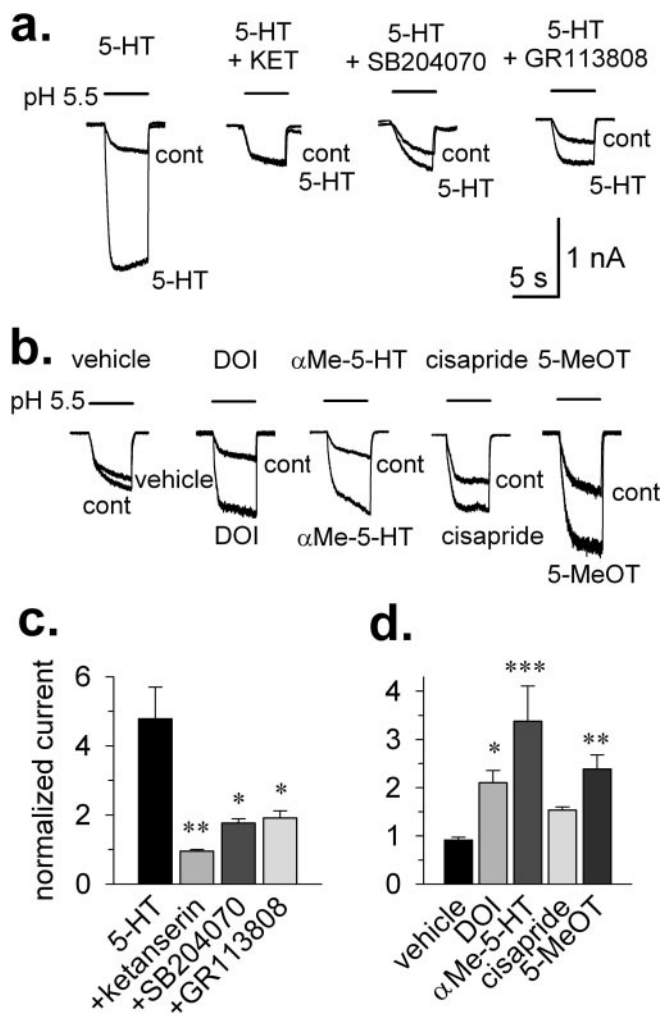 a.
5-HT
5-HT
+ KET
5-HT
+ SB204070
5-HT
+ GR113808
pH 5.5
cont
5-HT
cont
5-HT
cont
5-HT
cont
5-HT
1 nA
5 s
b.
vehicle
DOI
αMe-5-HT
cisapride
5-MeOT
pH 5.5
vehicle
cont
cont
DOI
cont
αMe-5-HT
cont
cisapride
cont
5-MeOT
c.
normalized current
6
4
2
0
**
*
*
5-HT
+ketanserin
+SB204070
+GR113808
d.
4
3
2
1
0
*
***
**
vehicle
DOI
αMe-5-HT
cisapride
5-MeOT